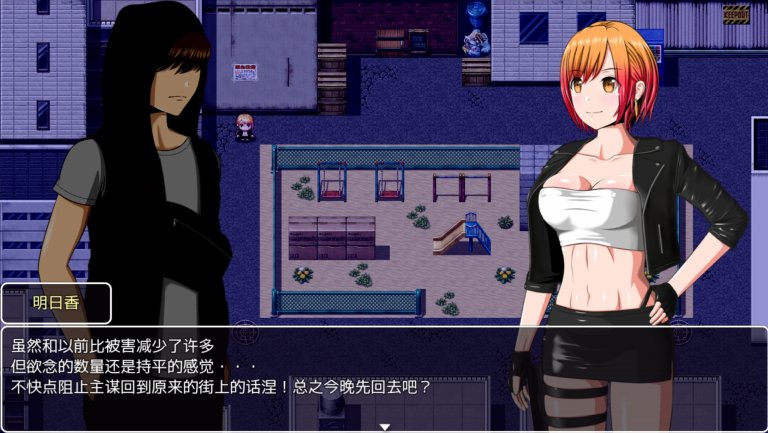 KEEPOUT
明日香
虽然和以前比被害减少了许多
但欲念的数量还是持平的感觉・・・
不快点阻止主谋回到原来的街上的话涅！总之今晚先回去吧？